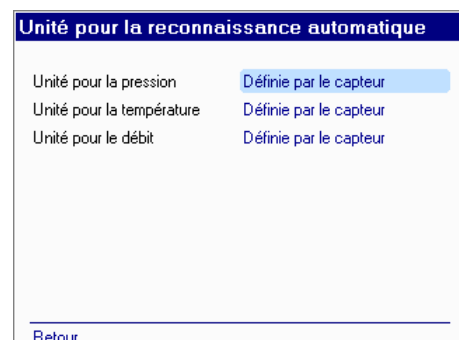 Unité pour la reconnaissance automatique
Unité pour la pression Définie par le capteur
Unité pour la température Définie par le capteur
Unité pour le débit Définie par le capteur
Retour